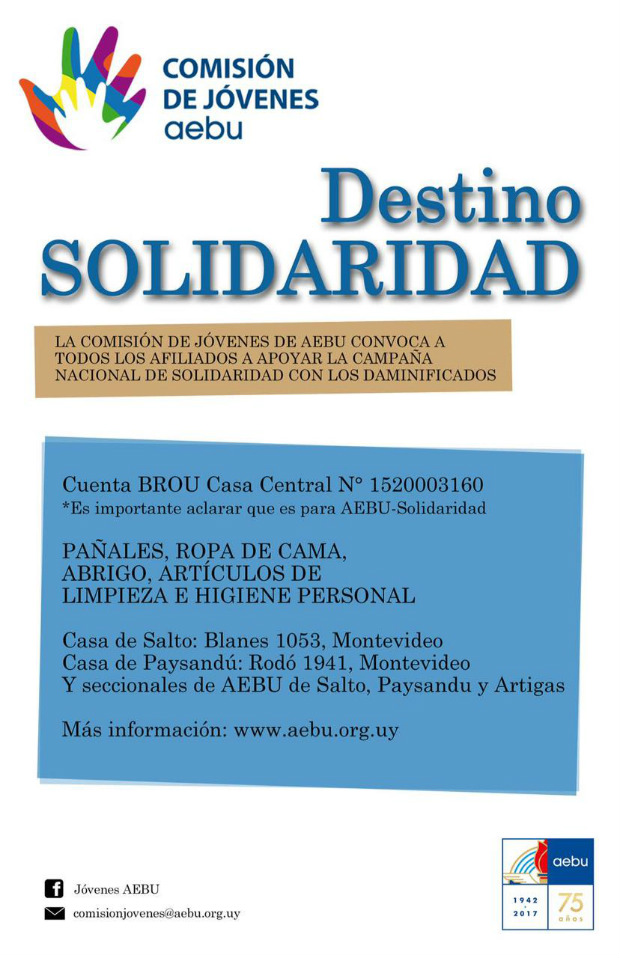 COMISIÓN
DE JÓVENES
aebu
Destino
SOLIDARIDAD
LA COMISIÓN DE JÓVENES DE AEBU CONVOCA A
TODOS LOS AFILIADOS A APOYAR LA CAMPAÑA
NACIONAL DE SOLIDARIDAD CON LOS DAMINIFICADOS
Cuenta BROU Casa Central N° 1520003160
*Es importante aclarar que es para AEBU-Solidaridad
PAÑALES, ROPA DE CAMA,
ABRIGO, ARTÍCULOS DE
LIMPIEZA E HIGIENE PERSONAL
Casa de Salto: Blanes 1053, Montevideo
Casa de Paysandú: Rodó 1941, Montevideo
Y seccionales de AEBU de Salto, Paysandu y Artigas
Más información: www.aebu.org.uy
Jóvenes AEBU
comisionjovenes@aebu.org.uy
aebu
1942
-
2017
75
años